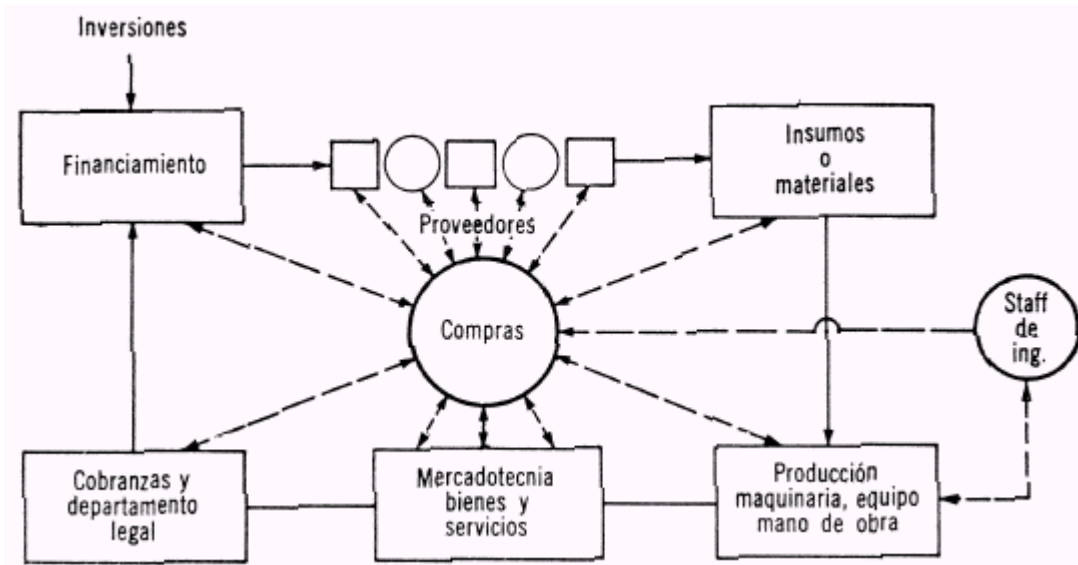 Inversiones
Financiamiento
Proveedores
Insumos
o
materiales
Compras
Staff
de
ing.
Cobranzas y
departamento
legal
Mercadotecnia
bienes y
servicios
Producción
maquinaria, equipo
mano de obra